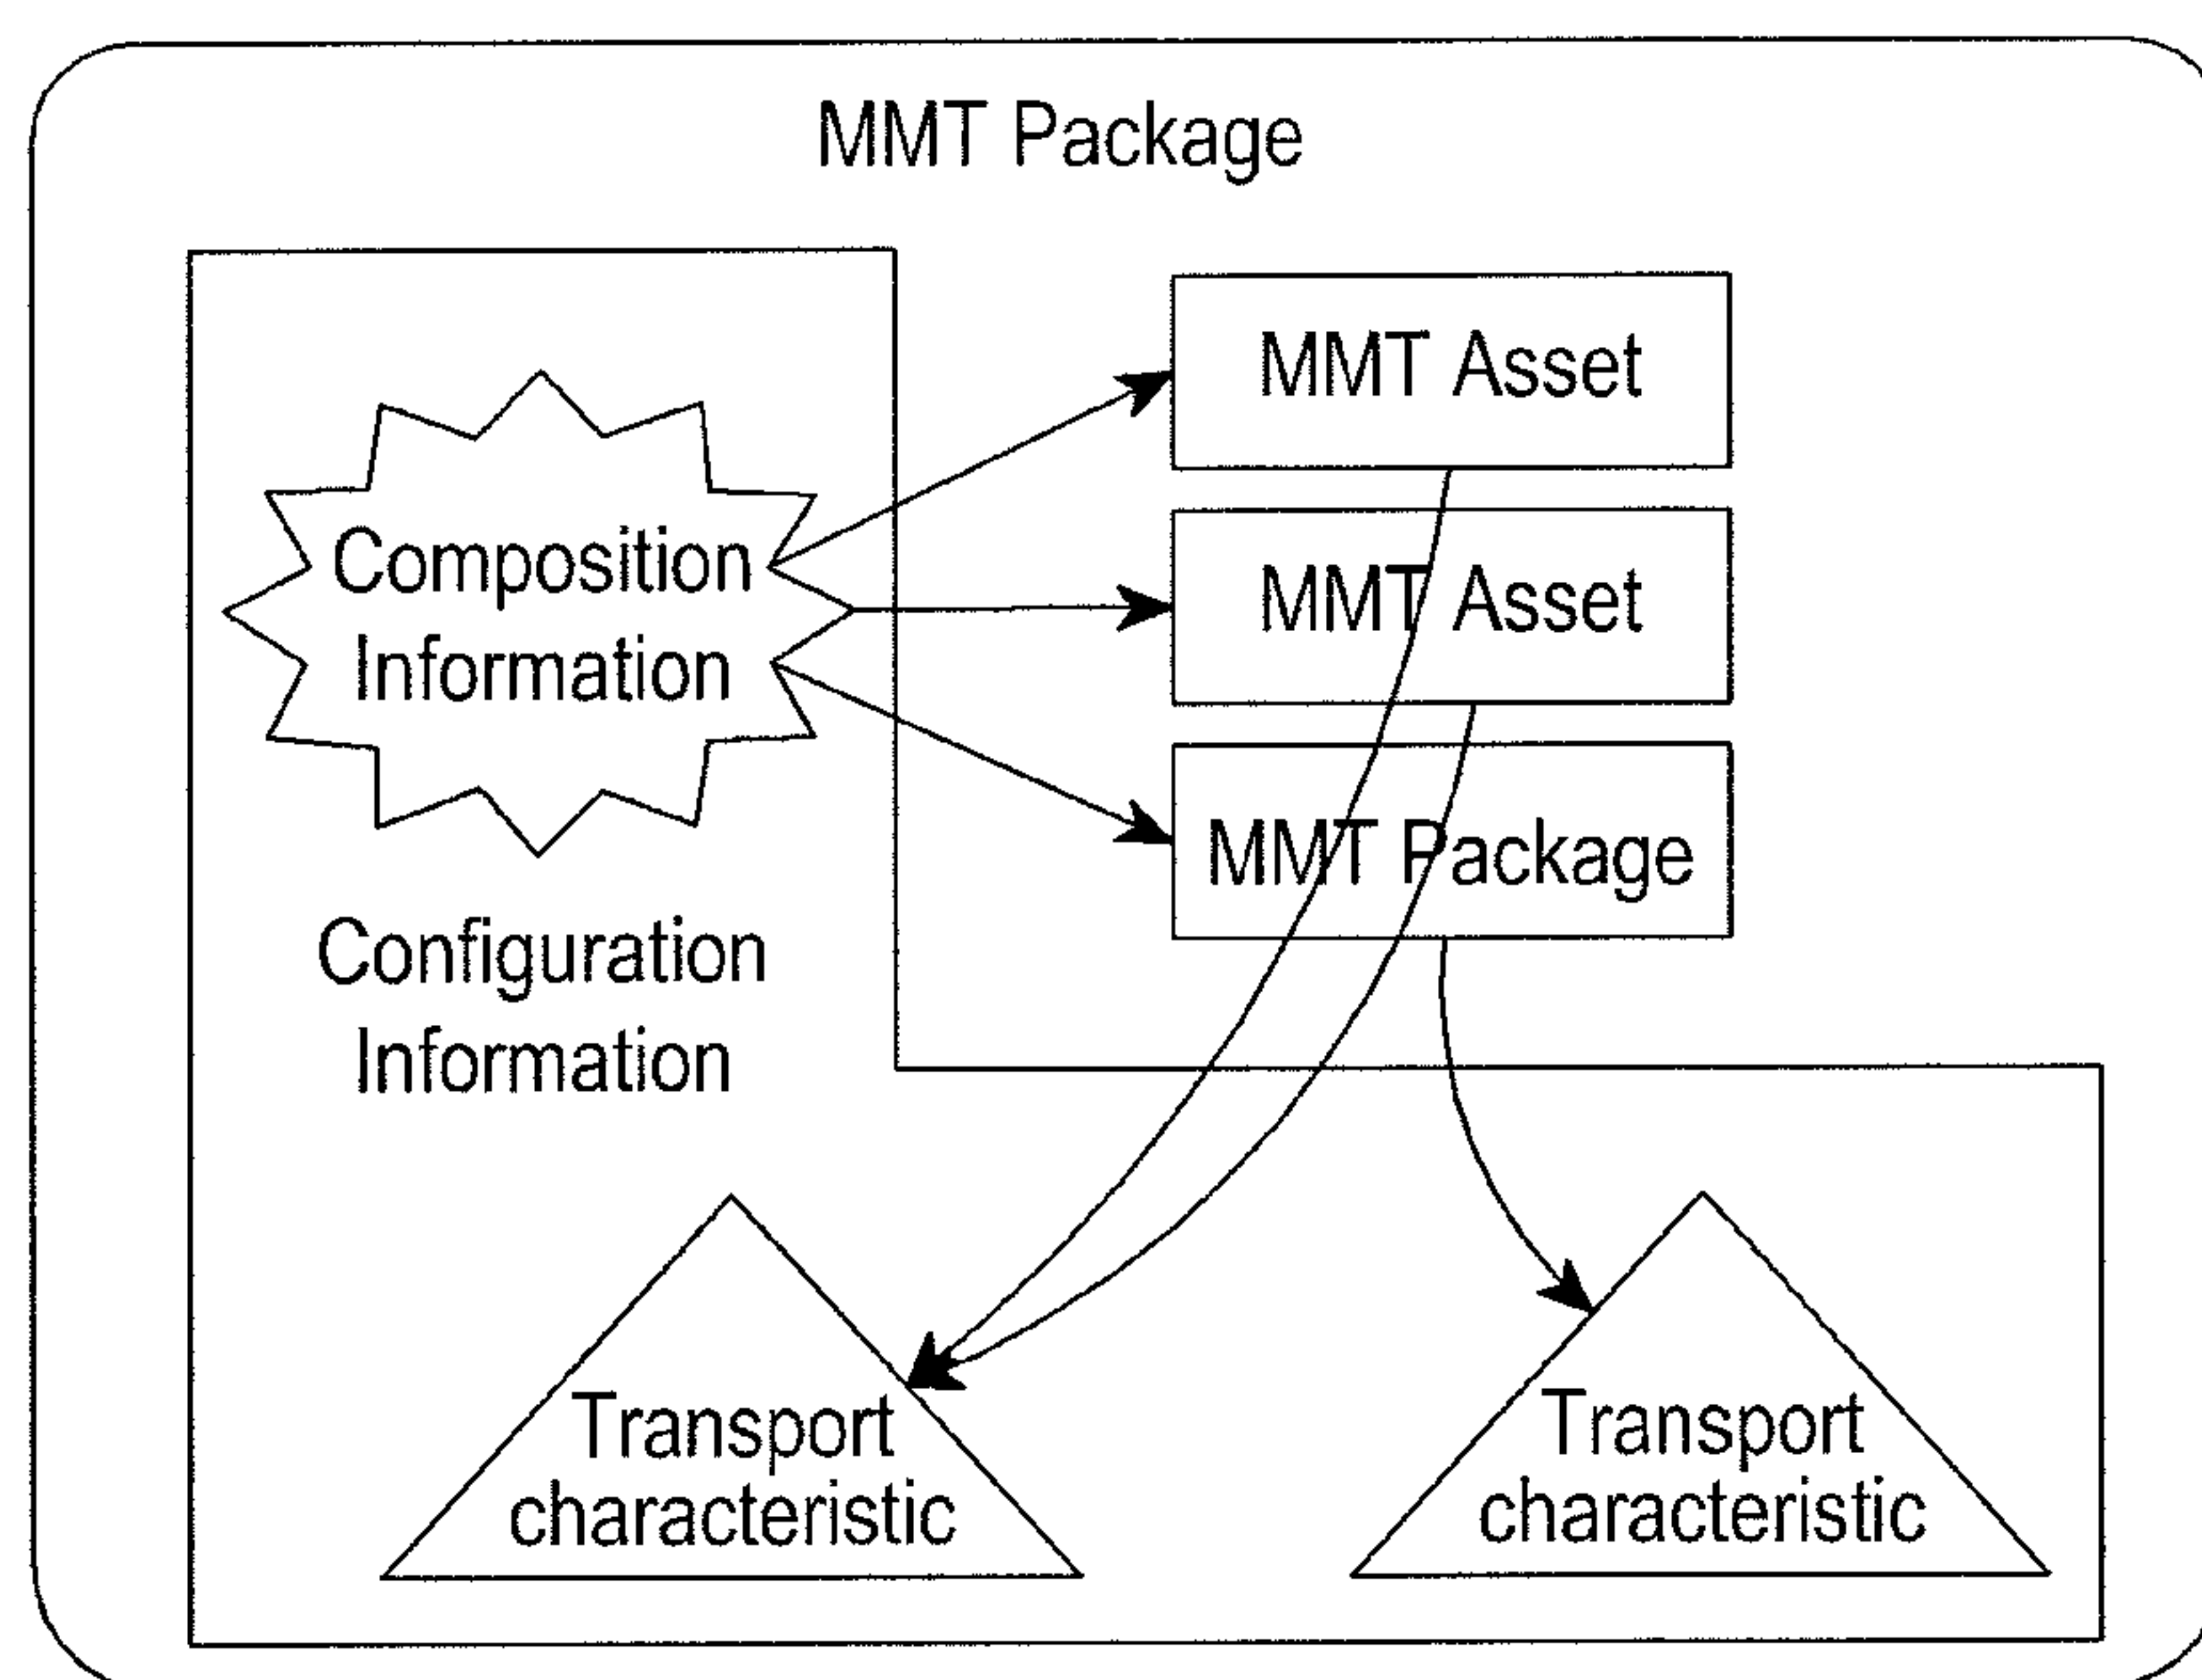 MMT Package
MMT Asset
Composition
Information
MMT Asset
MMT Package
Configuration
Information
Transport
characteristic
Transport
characteristic